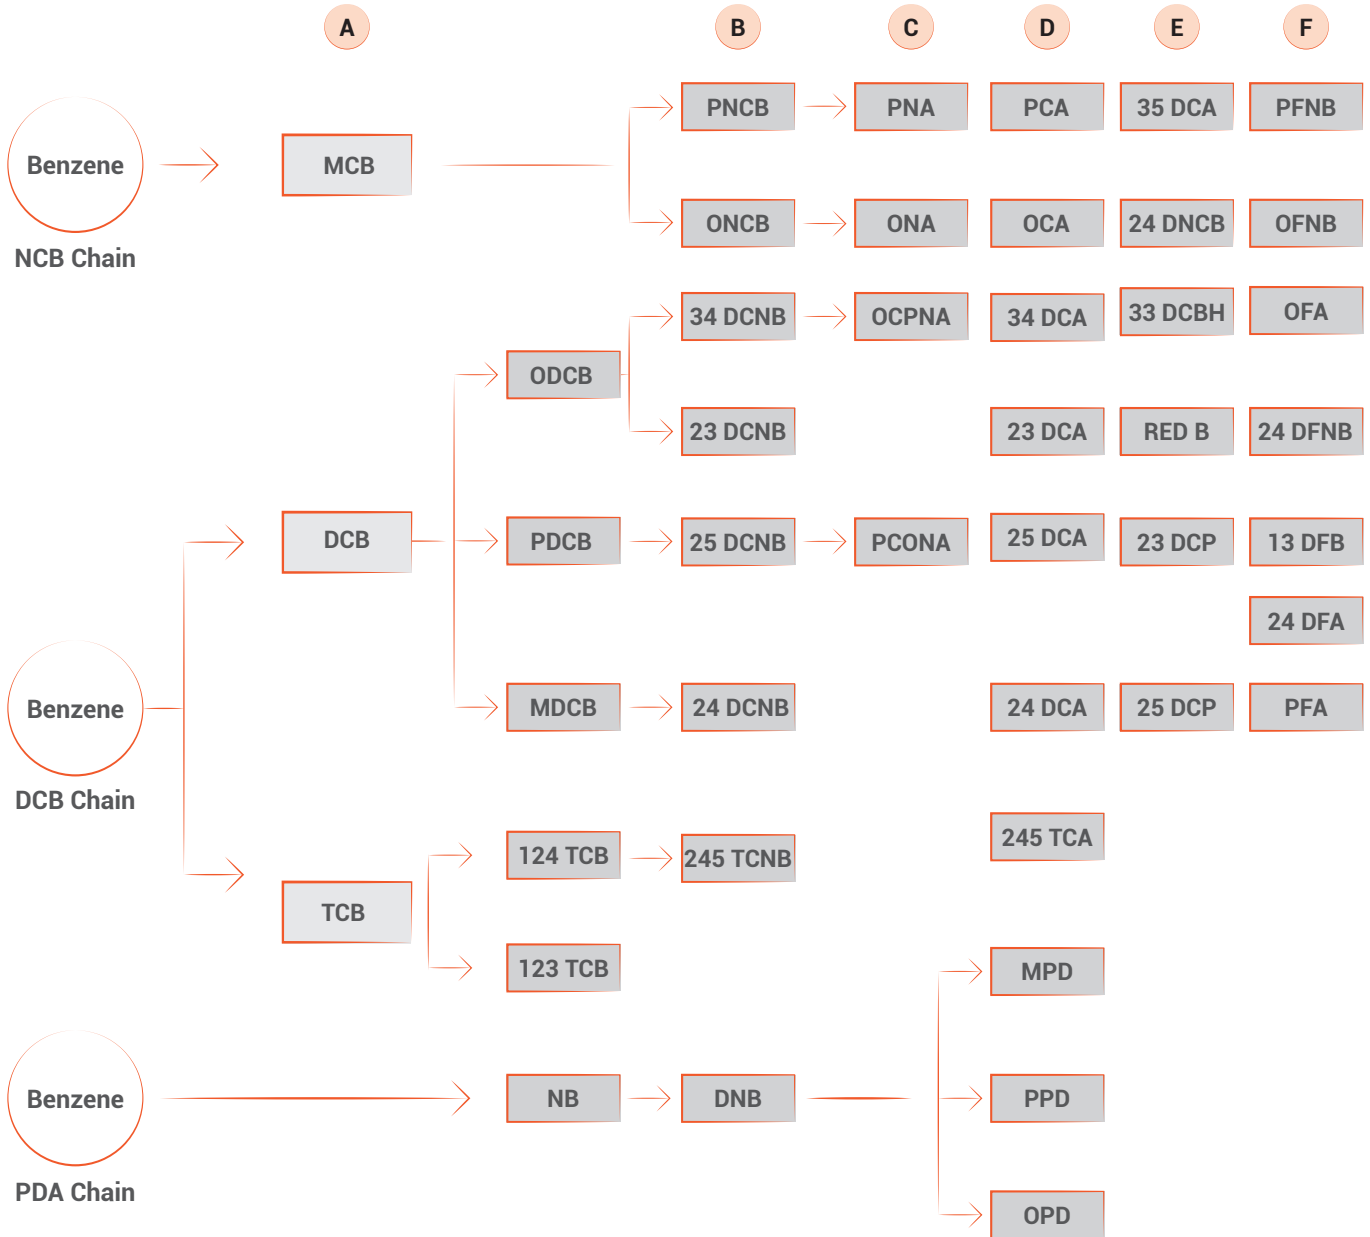 A
B
C
D
E
F
Benzene
NCB Chain
MCB
PNCB
PNA
PCA
35 DCA
PFNB
ONCB
ONA
OCA
24 DNCB
OFNB
34 DCNB
OCPNA
34 DCA
33 DCBH
OFA
ODCB
23 DCNB
23 DCA
RED B
24 DFNB
DCB
PDCB
25 DCNB
PCONA
25 DCA
23 DCP
13 DFB
24 DFA
Benzene
DCB Chain
MDCB
24 DCNB
24 DCA
25 DCP
PFA
124 TCB
245 TCNB
245 TCA
TCB
123 TCB
MPD
Benzene
PDA Chain
NB
DNB
PPD
OPD